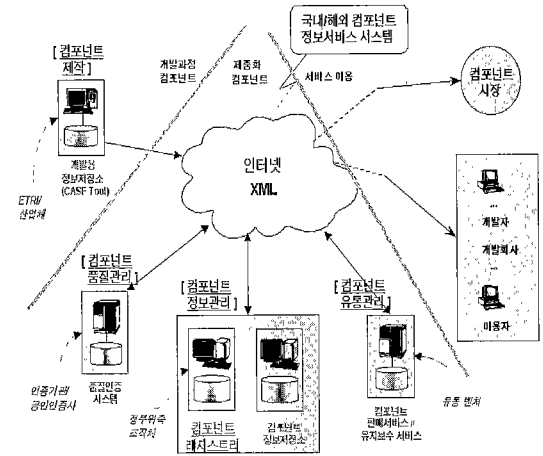 국내/해외 컴포넌트
정보서비스 시스템
[ 컴포넌트
제작 ]
개발과정
컴포넌트
제품화
컴포넌트
서비스 이용
컴포넌트
시장
개발용
정보저장소
(CASE Tool)
ETRI/
산업체
인터넷
XML
...
개발자
개발회사
...
이용자
[ 컴포넌트
품질관리 ]
[ 컴포넌트
정보관리 ]
[ 컴포넌트
유통관리 ]
품질인증
시스템
인증기관/
공인인증사
정부위촉
조직체
컴포넌트
레지스트리
컴포넌트
정보저장소
컴포넌트
판매서비스 /
유지보수 서비스
유통 벤처